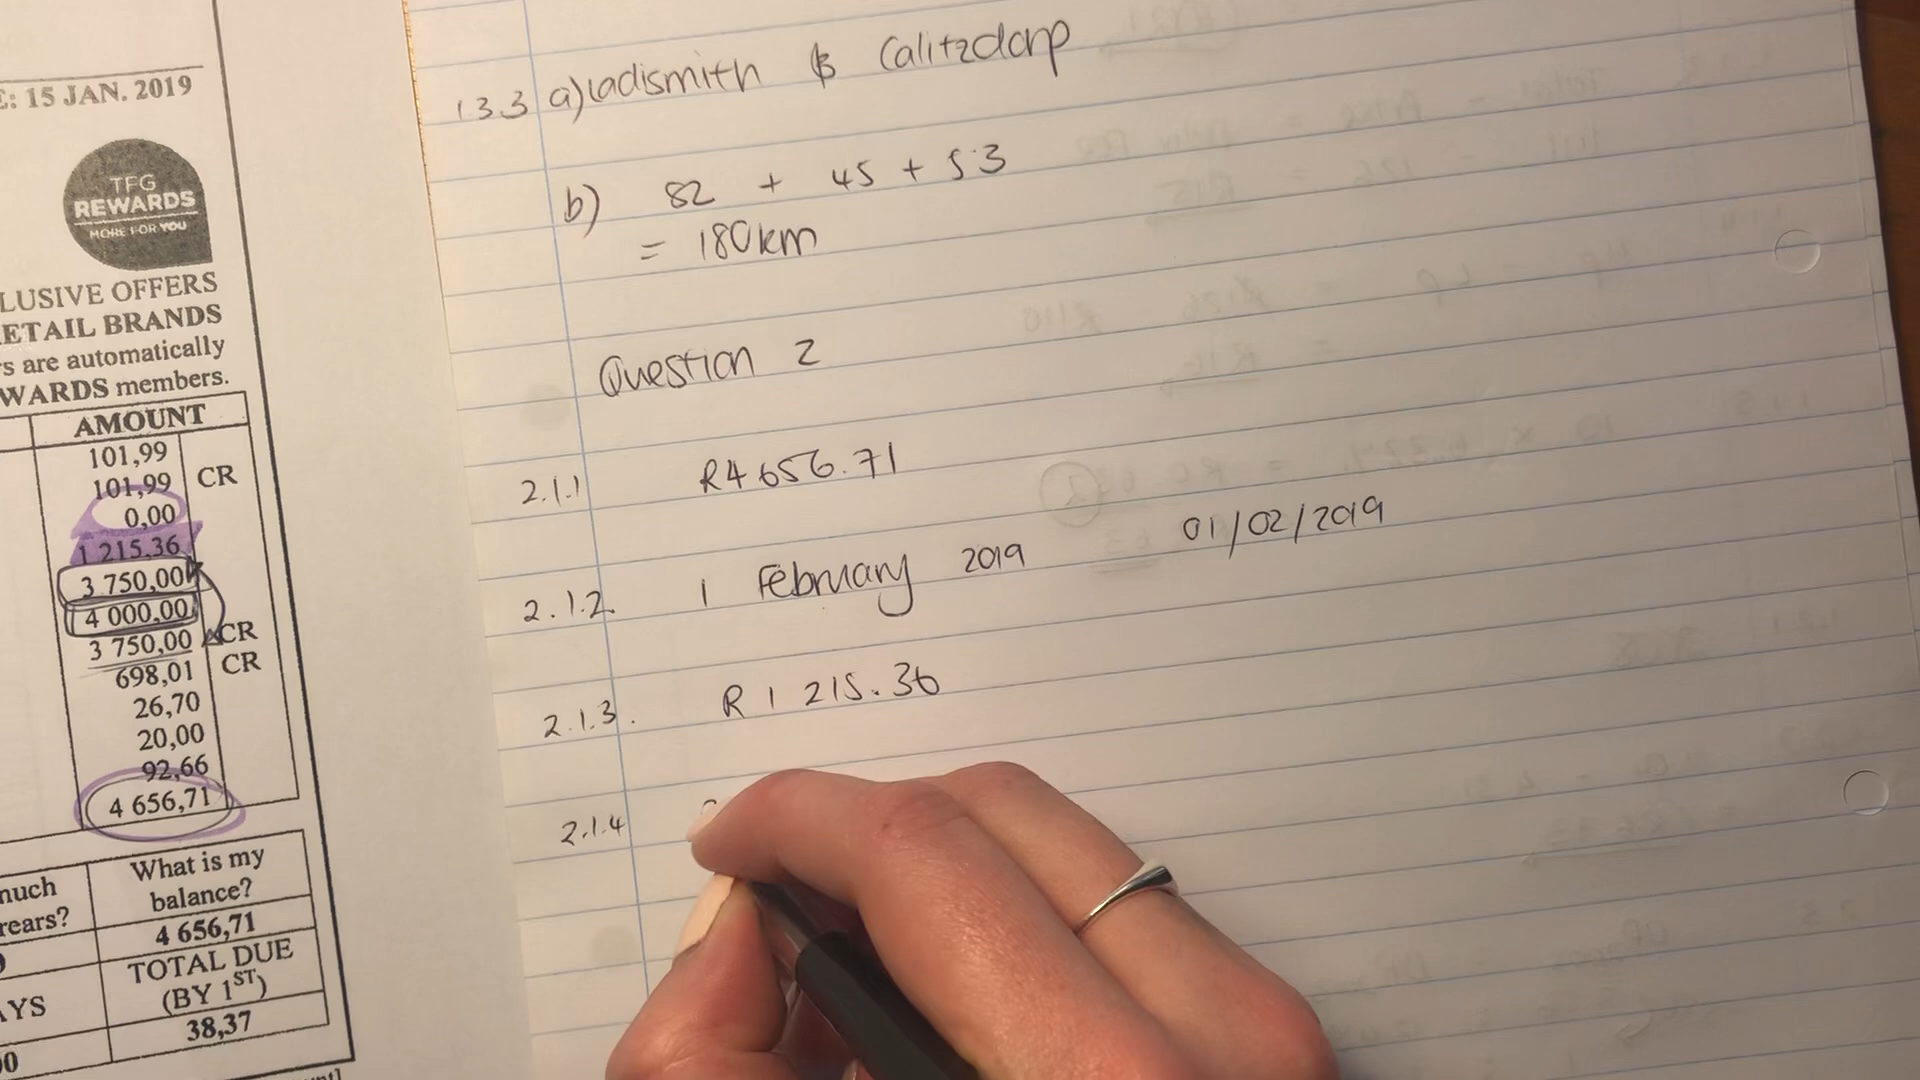 E: 15 JAN. 2019
TFG
REWARDS
MORE FOR YOU
LUSIVE OFFERS
ETAIL BRANDS
rs are automatically
WARDS members.
AMOUNT
101,99
101,99 CR
0,00
1 215,36
3 750,00
4 000,00
3 750,00 CR
698,01 CR
26,70
20,00
92,66
4 656,71
much
rears?
What is my
balance?
4 656,71
AYS
TOTAL DUE
(BY 1ST)
38,37
00
1.3.3 a) Ladismith & Calitzdorp
b) 82 + 45 + 53
= 180km
Question 2
2.1.1 R4 656.71
2.1.2. 1 February 2019 01/02/2019
2.1.3. R 1 215.36
2.1.4